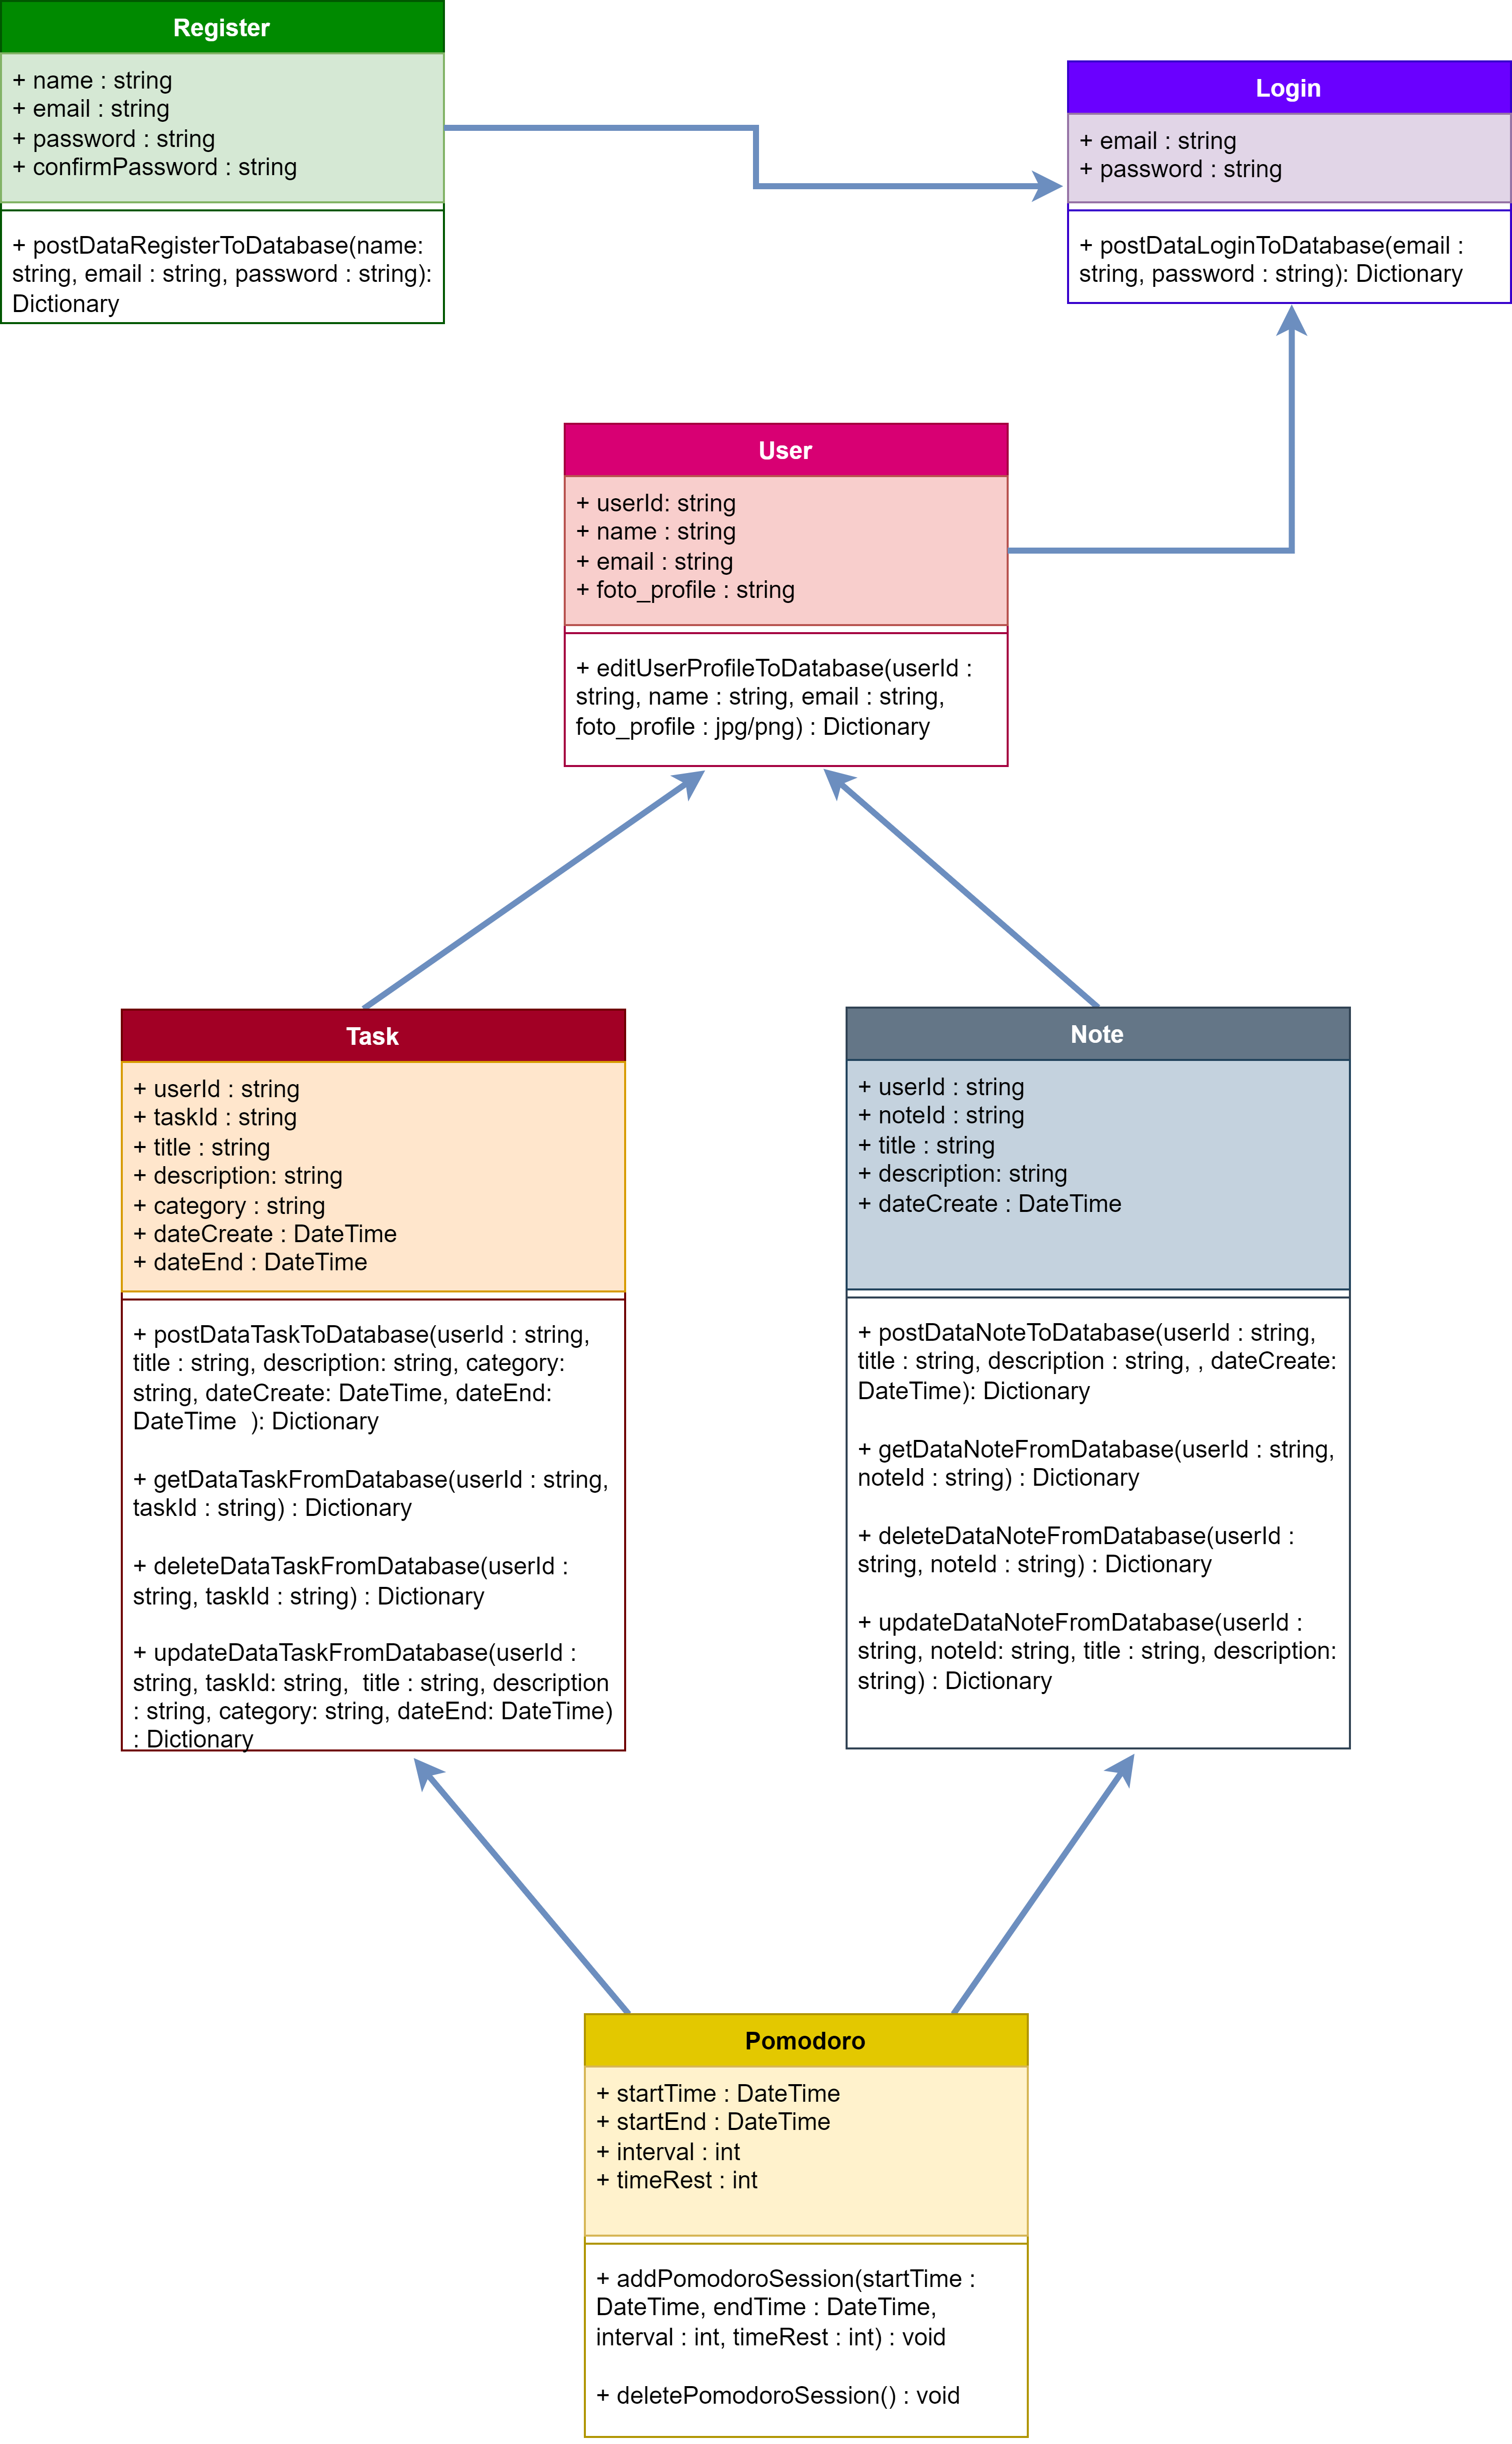 Register
+ name : string
+ email : string
+ password : string
+ confirmPassword : string
+ postDataRegisterToDatabase(name:
string, email : string, password : string):
Dictionary
Login
+ email : string
+ password : string
+ postDataLoginToDatabase(email :
string, password : string): Dictionary
User
+ userId: string
+ name : string
+ email : string
+ foto_profile : string
+ editUserProfileToDatabase(userId :
string, name : string, email : string,
foto_profile : jpg/png) : Dictionary
Task
+ userId : string
+ taskId : string
+ title : string
+ description: string
+ category : string
+ dateCreate : DateTime
+ dateEnd : DateTime
+ postDataTaskToDatabase(userId : string,
title : string, description: string, category:
string, dateCreate: DateTime, dateEnd:
DateTime  ): Dictionary
+ getDataTaskFromDatabase(userId : string,
taskId : string) : Dictionary
+ deleteDataTaskFromDatabase(userId :
string, taskId : string) : Dictionary
+ updateDataTaskFromDatabase(userId :
string, taskId: string,  title : string, description
: string, category: string, dateEnd: DateTime)
: Dictionary
Note
+ userId : string
+ noteId : string
+ title : string
+ description: string
+ dateCreate : DateTime
+ postDataNoteToDatabase(userId : string,
title : string, description : string, , dateCreate:
DateTime): Dictionary
+ getDataNoteFromDatabase(userId : string,
noteId : string) : Dictionary
+ deleteDataNoteFromDatabase(userId :
string, noteId : string) : Dictionary
+ updateDataNoteFromDatabase(userId :
string, noteId: string, title : string, description:
string) : Dictionary
Pomodoro
+ startTime : DateTime
+ startEnd : DateTime
+ interval : int
+ timeRest : int
+ addPomodoroSession(startTime :
DateTime, endTime : DateTime,
interval : int, timeRest : int) : void
+ deletePomodoroSession() : void